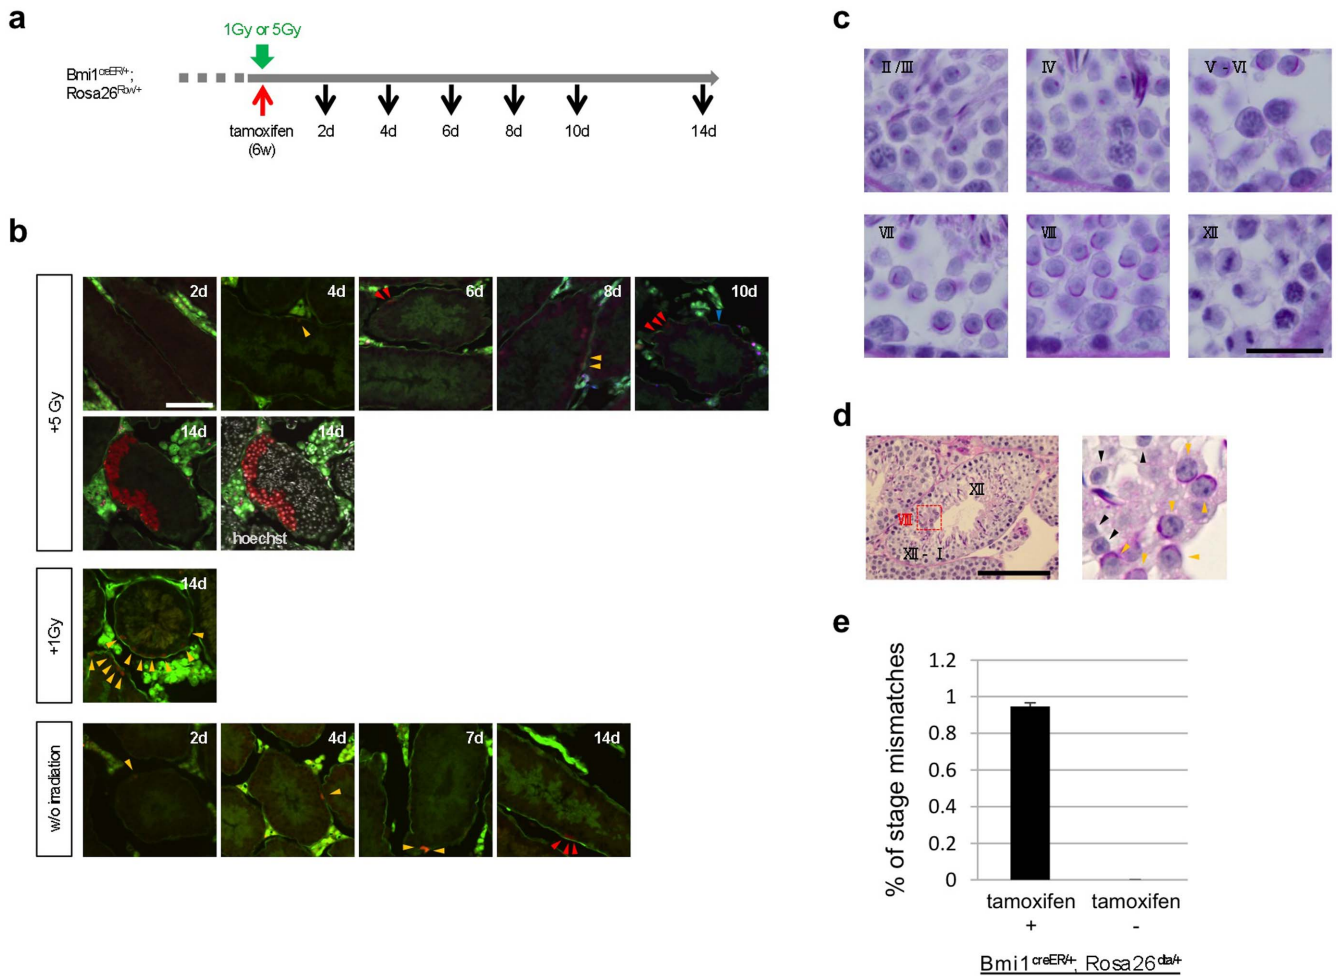 a
1Gy or 5Gy
Bmi1creER/+;
Rosa26Rbw/+
tamoxifen
(6w)
2d
4d
6d
8d
10d
14d
b
+5 Gy
2d
4d
6d
8d
10d
14d
14d
hoechst
+1Gy
14d
w/o irradiation
2d
4d
7d
14d
c
II /III
IV
V - VI
VII
VIII
XII
d
XII
VIII
XII - I
e
% of stage mismatches
1.2
1
0.8
0.6
0.4
0.2
0
tamoxifen
+
tamoxifen
-
Bmi1creER/+, Rosa26dta/+